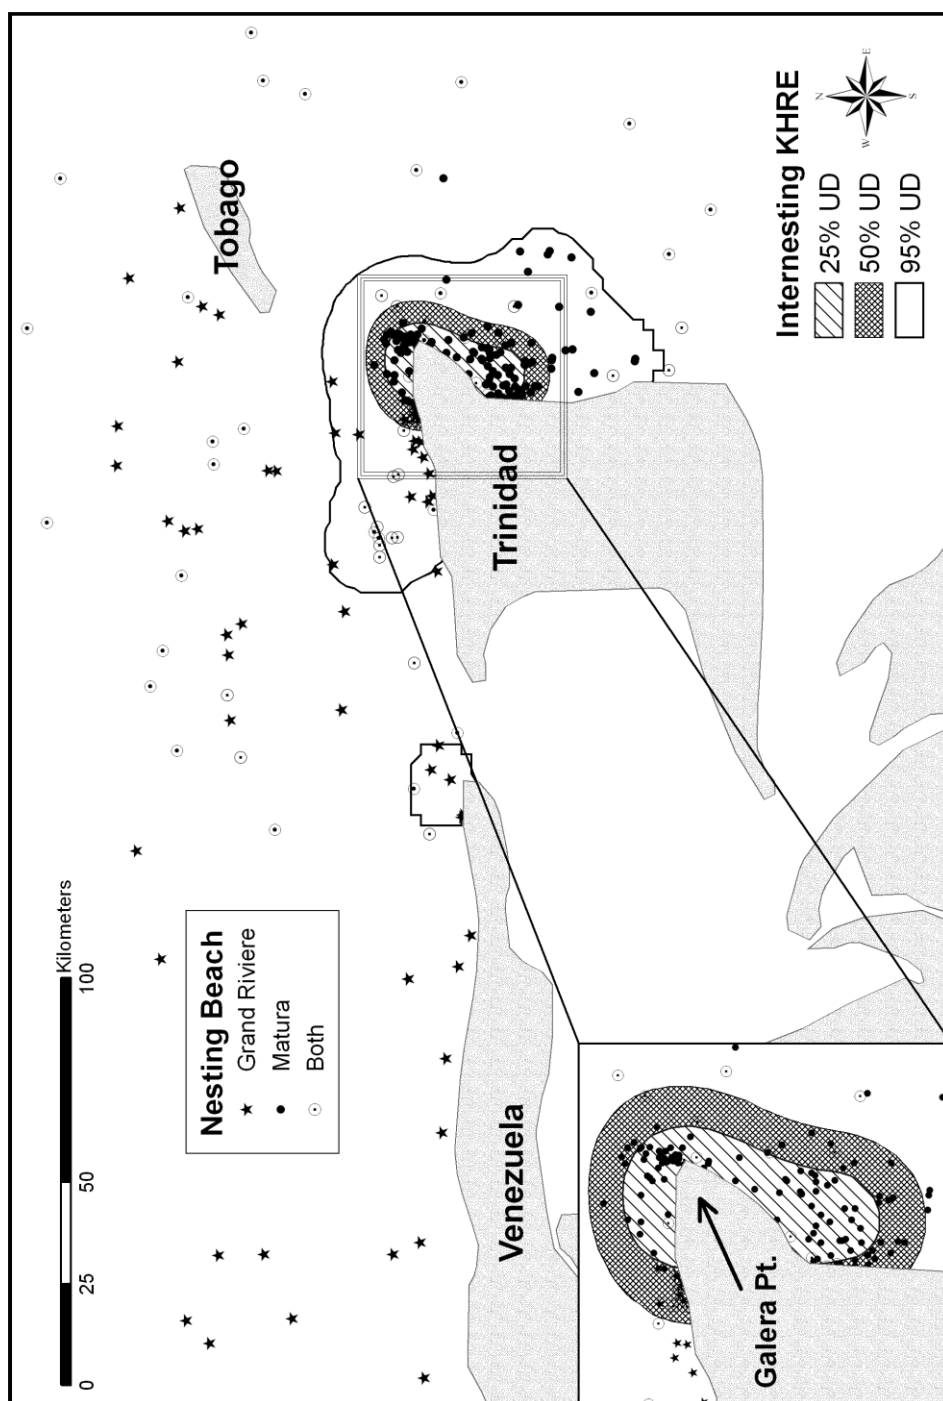 Tobago
Trinidad
Venezuela
Galera Pt.
Kilometers
0
25
50
100
Nesting Beach
Grand Riviere
Matura
Both
Internesting KHRE
25% UD
50% UD
95% UD
N
E
S
W